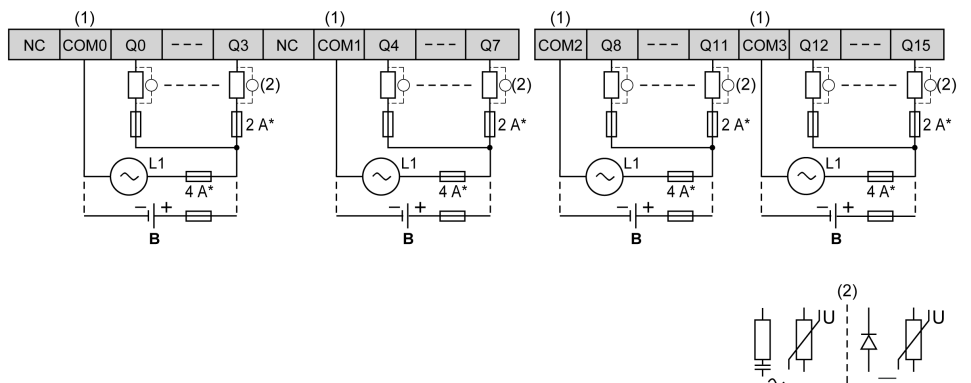 (1) (1) (1) (1)
NC COM0 Q0 --- Q3 NC COM1 Q4 --- Q7 COM2 Q8 --- Q11 COM3 Q12 --- Q15
(2) (2) (2) (2)
2 A* 2 A* 2 A* 2 A*
L1 L1 L1 L1
4 A* 4 A* 4 A* 4 A*
− + − + − + − +
B B B B
(2)
U U